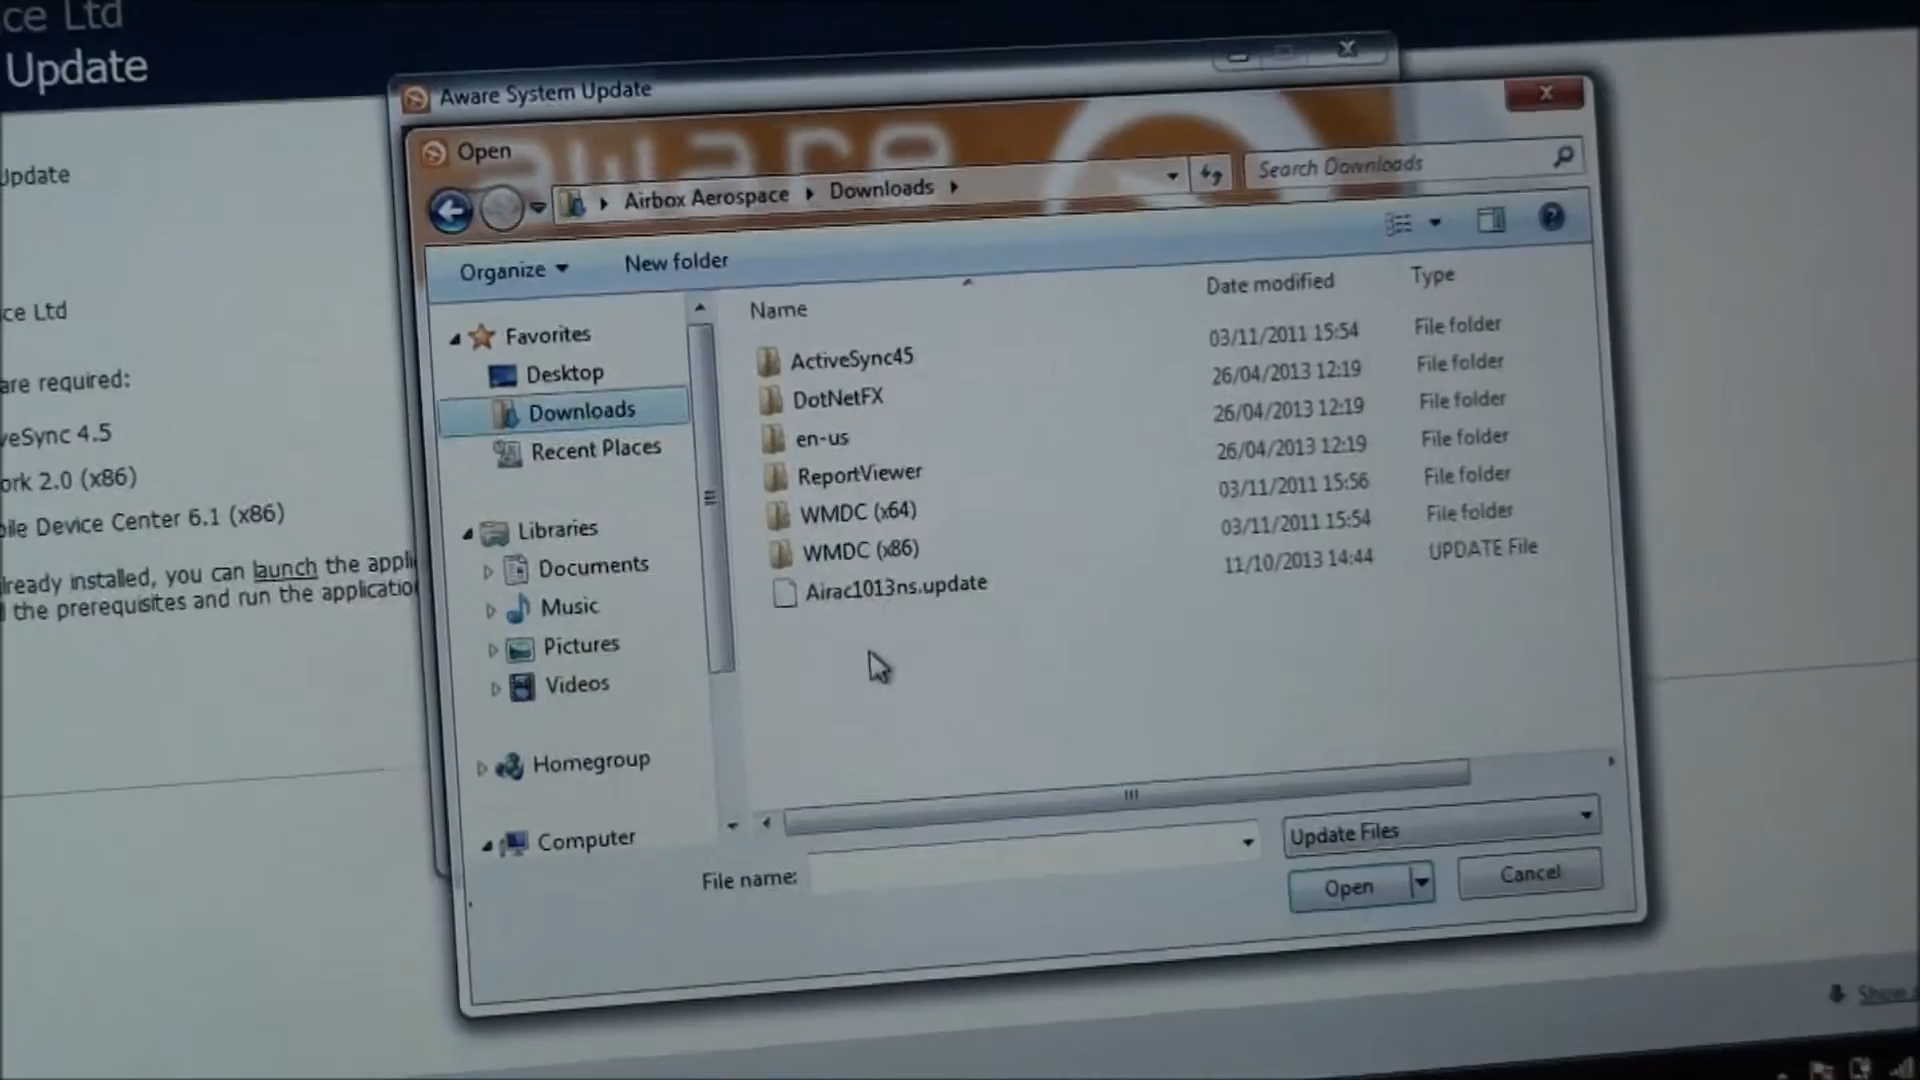 ce Ltd
Update
Update
ce Ltd
are required:
veSync 4.5
ork 2.0 (x86)
bile Device Center 6.1 (x86)
lready installed, you can launch the appli
the prerequisites and run the applicatio
Aware System Update
aware
Open
Airbox Aerospace
Downloads
Search Downloads
Organize
New folder
Favorites
Desktop
Downloads
Recent Places
Libraries
Documents
Music
Pictures
Videos
Homegroup
Computer
Name Date modified Type
ActiveSync45 03/11/2011 15:54 File folder
DotNetFX 26/04/2013 12:19 File folder
en-us 26/04/2013 12:19 File folder
ReportViewer 26/04/2013 12:19 File folder
WMDC (x64) 03/11/2011 15:56 File folder
WMDC (x86) 03/11/2011 15:54 File folder
Airac1013ns.update 11/10/2013 14:44 UPDATE File
File name:
Update Files
Open
Cancel
Show